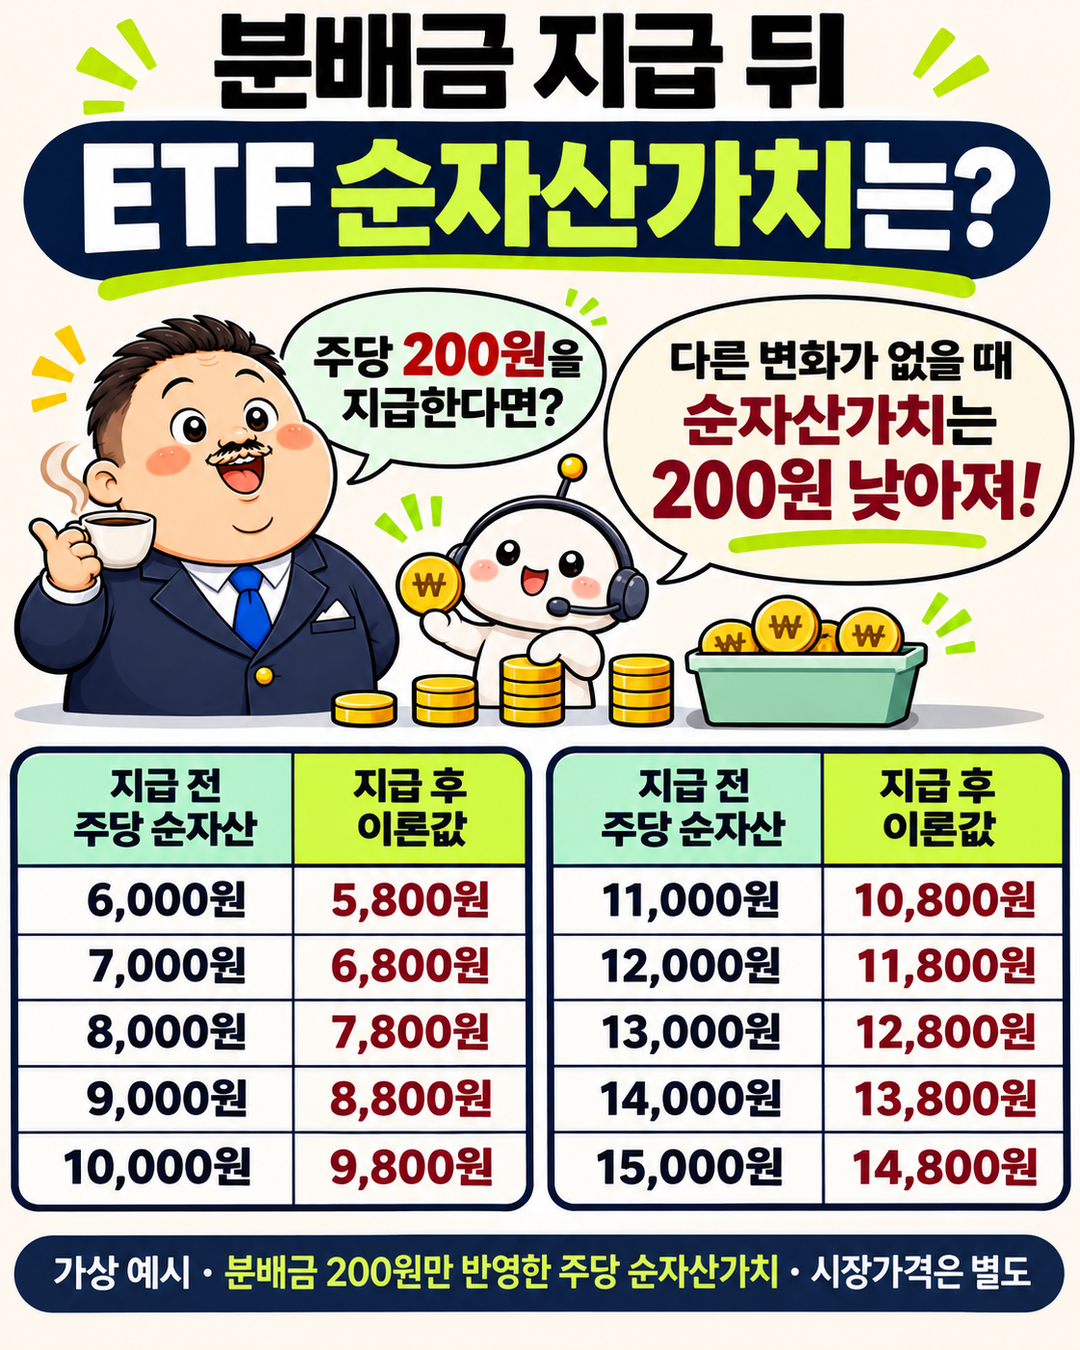 분배금 지급 뒤
ETF 순자산가치는?
주당 200원을
지급한다면?
다른 변화가 없을 때
순자산가치는
200원 낮아져!
₩
₩ ₩ ₩
지급 전
주당 순자산
지급 후
이론값
6,000원 5,800원
7,000원 6,800원
8,000원 7,800원
9,000원 8,800원
10,000원 9,800원
지급 전
주당 순자산
지급 후
이론값
11,000원 10,800원
12,000원 11,800원
13,000원 12,800원
14,000원 13,800원
15,000원 14,800원
가상 예시 · 분배금 200원만 반영한 주당 순자산가치 · 시장가격은 별도